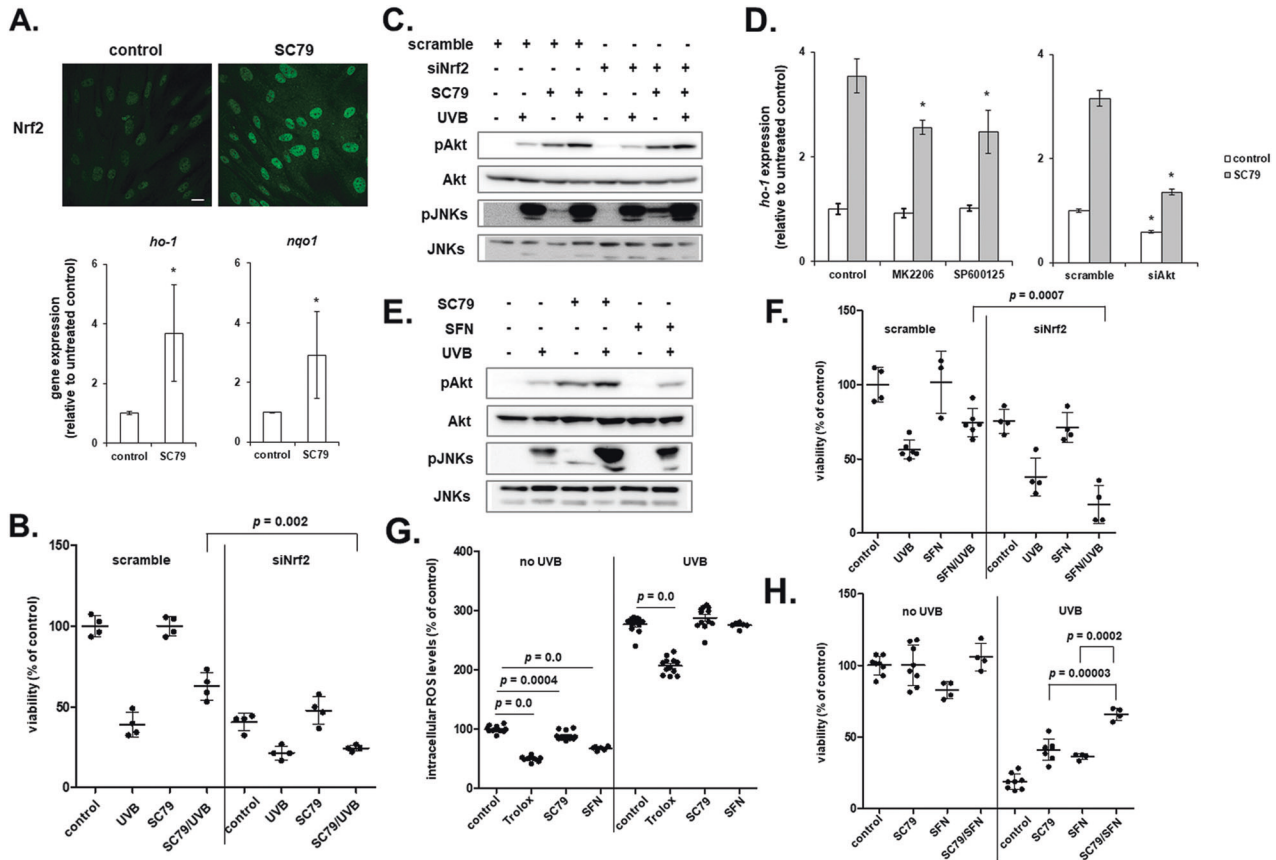 A.
control SC79
Nrf2
ho-1 nqo1
gene expression
(relative to untreated control)
6 6
4 4
2 2
0 0
control SC79 control SC79
B.
p = 0.002
scramble siNrf2
viability (% of control)
150
100
50
0
control UVB SC79 SC79/UVB control UVB SC79 SC79/UVB
C.
scramble + + + + - - - -
siNrf2 - - - - + + + +
SC79 - - + + - - + +
UVB - + - + - + - +
pAkt
Akt
pJNKs
JNKs
D.
ho-1 expression
(relative to untreated control)
4 4
2 2
0 0
* * * *
control MK2206 SP600125 scramble siAkt
control
SC79
E.
SC79 - - + + - -
SFN - - - - + +
UVB - + - + - +
pAkt
Akt
pJNKs
JNKs
F.
p = 0.0007
scramble siNrf2
viability (% of control)
150
100
50
0
control UVB SFN SFN/UVB control UVB SFN SFN/UVB
G.
no UVB UVB
intracellular ROS levels (% of control)
400
300
200
100
0
p = 0.0
p = 0.0
p = 0.0004
p = 0.0
control Trolox SC79 SFN control Trolox SC79 SFN
H.
no UVB UVB
viability (% of control)
150
100
50
0
p = 0.0002
p = 0.00003
control SC79 SFN SC79/SFN control SC79 SFN SC79/SFN